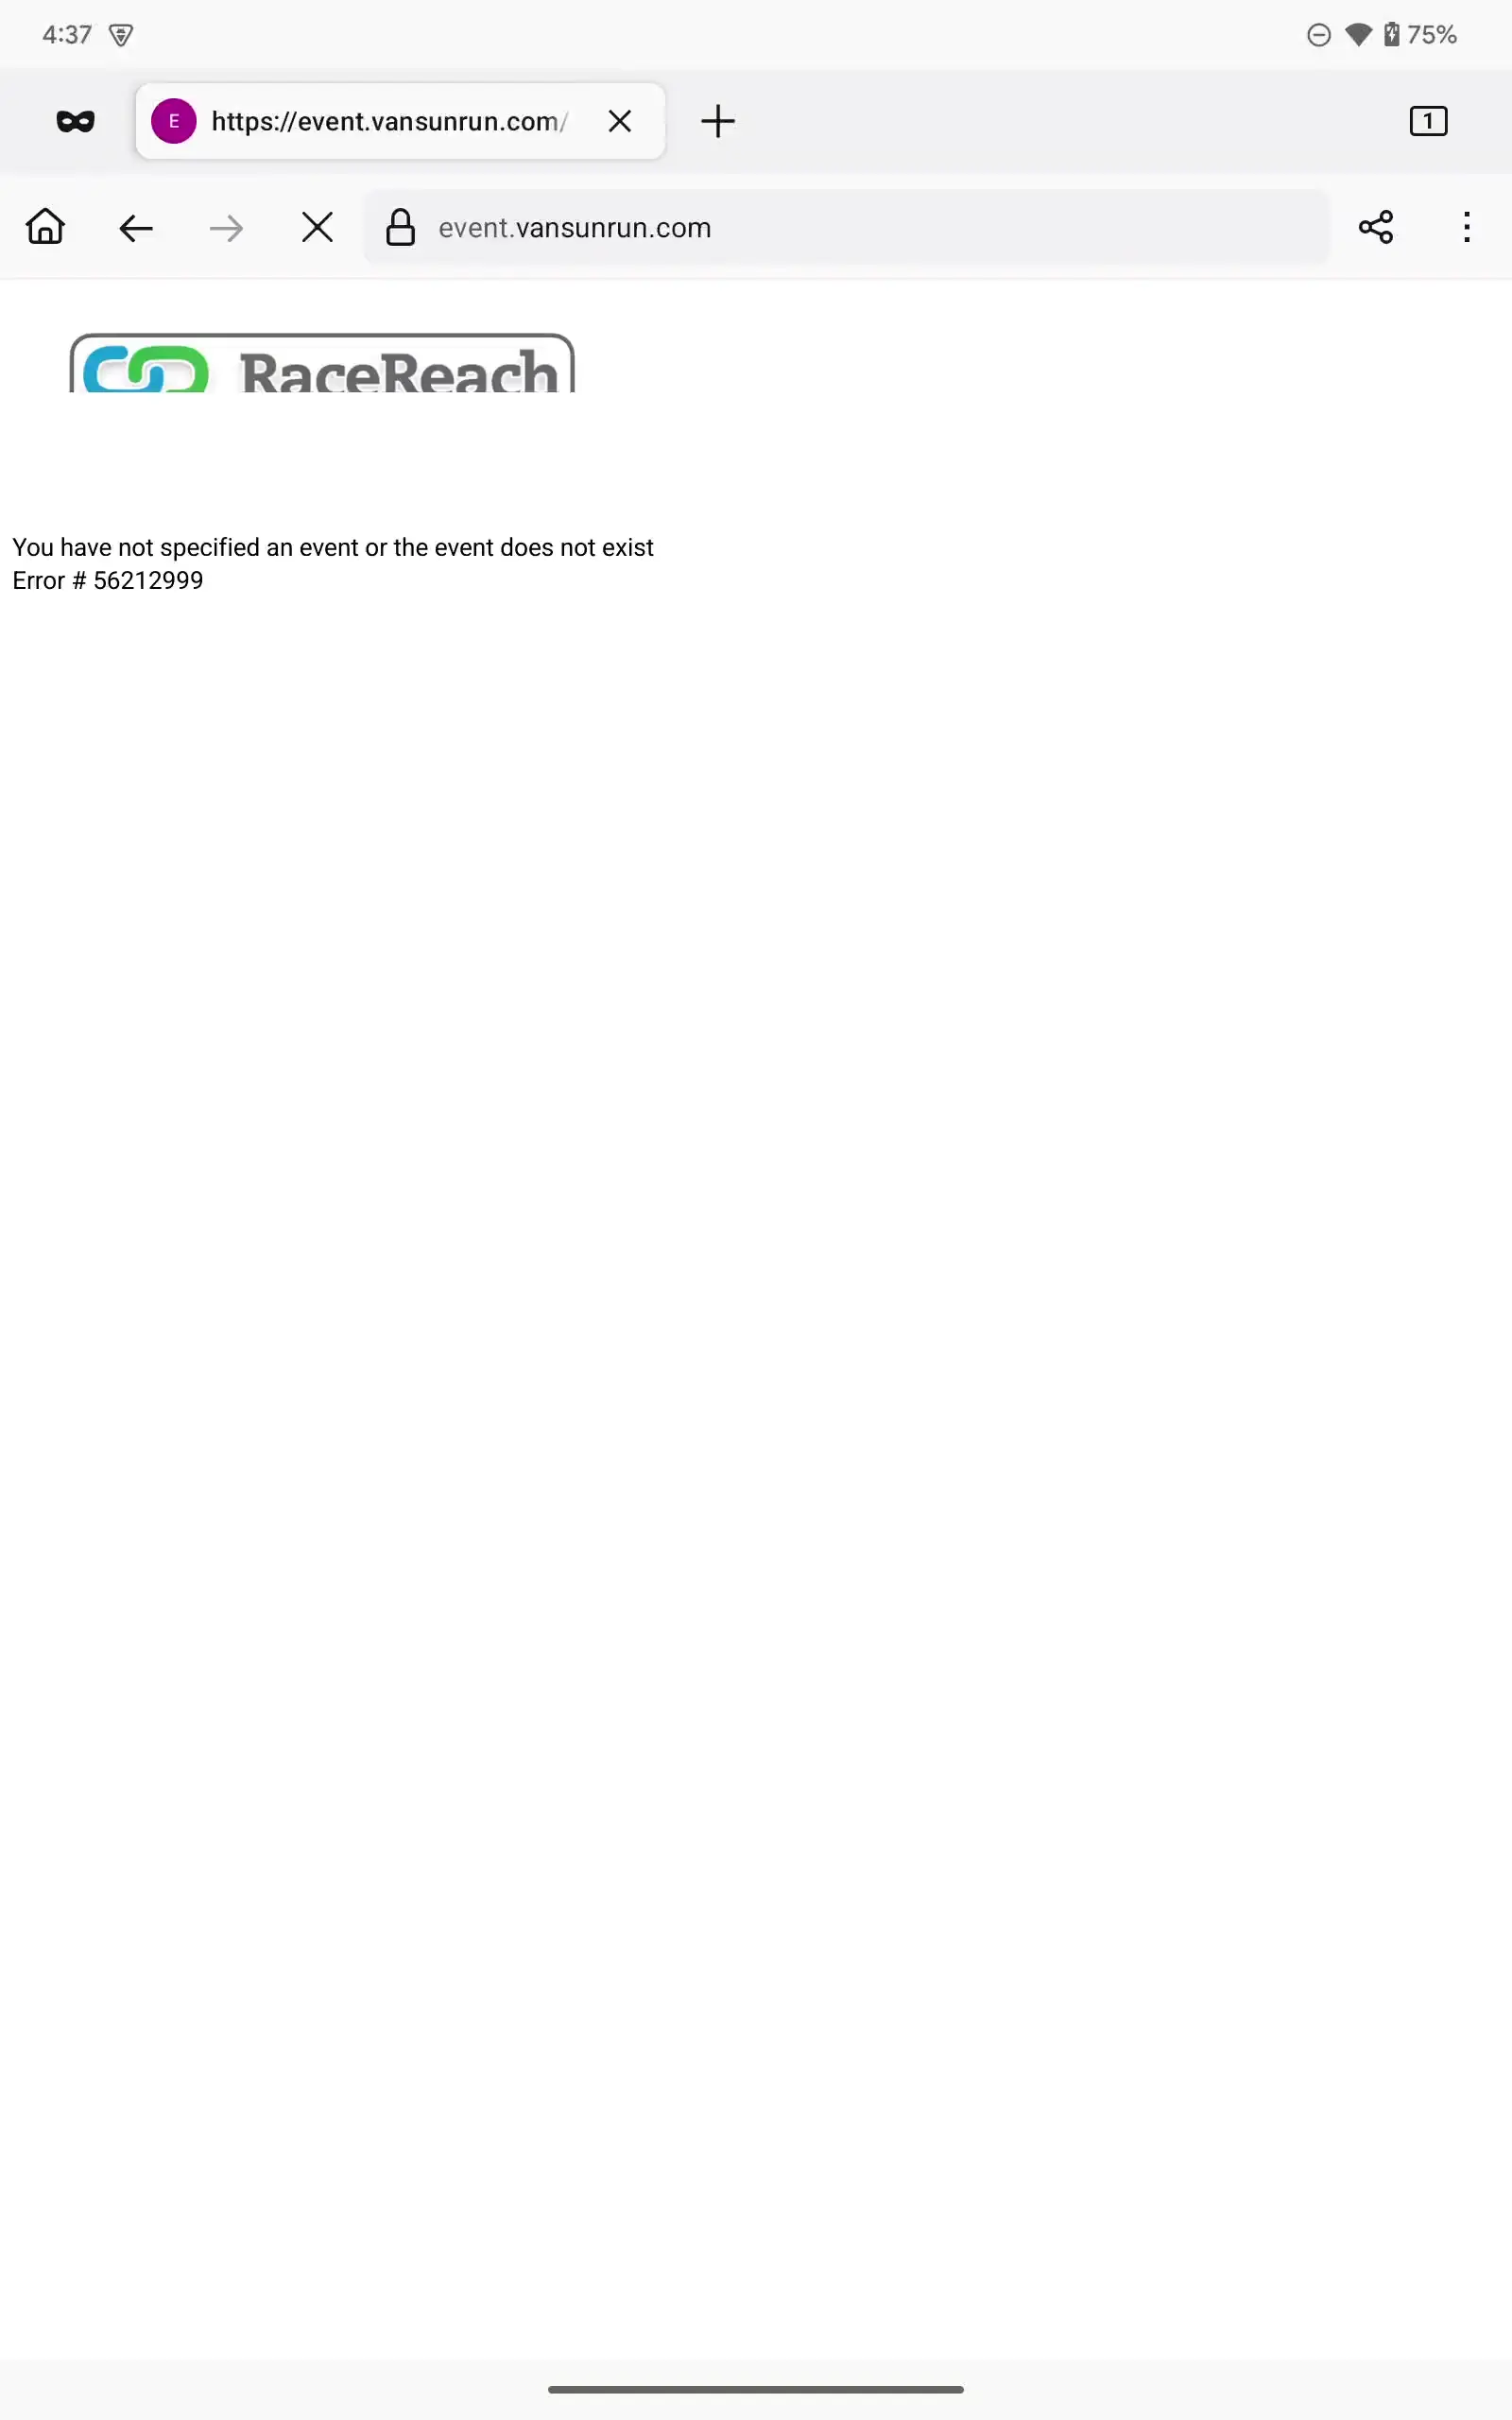 4:37
75%
E
https://event.vansunrun.com/
1
event.vansunrun.com
RaceReach
You have not specified an event or the event does not exist
Error # 56212999